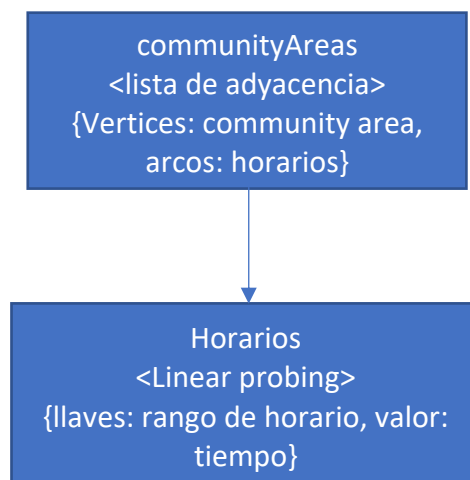 communityAreas
<lista de adyacencia>
{Vertices: community area,
arcos: horarios}
Horarios
<Linear probing>
{llaves: rango de horario, valor:
tiempo}